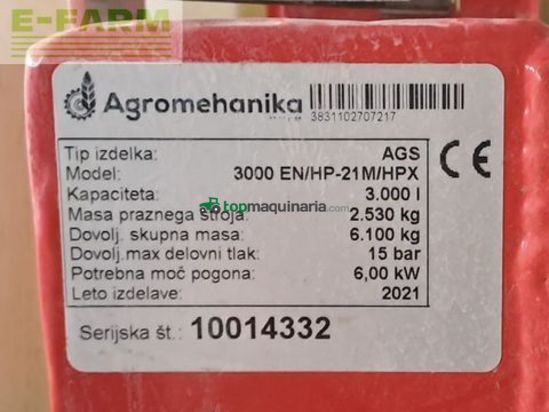 E-FARM
Agromehanika
3831102707217
Tip izdelka: AGS
Model: 3000 EN/HP-21M/HPX
Kapaciteta: 3.000 l
Masa praznega stroja: 2.530 kg
Dovolj. skupna masa: 6.100 kg
Dovolj.max delovni tlak: 15 bar
Potrebna moč pogona: 6,00 kW
Leto izdelave: 2021
Serijska št.: 10014332
CE
topmaquinaria.com